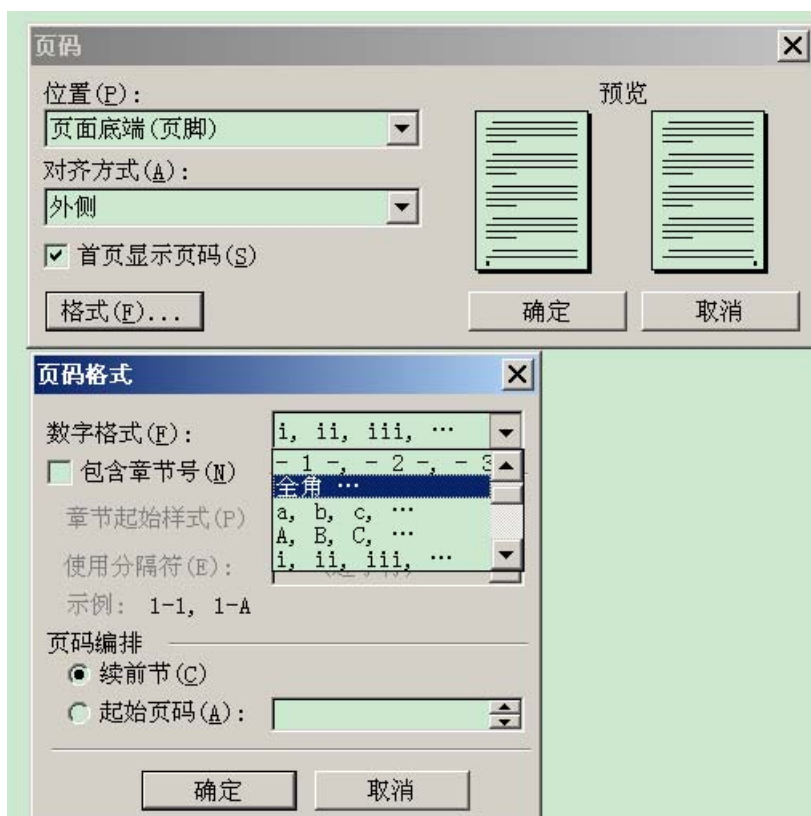 页码
位置(P):
预览
页面底端(页脚)
对齐方式(A):
外侧
首页显示页码(S)
格式(F)...
确定
取消
页码格式
数字格式(F):
i, ii, iii, …
包含章节号(N)
- 1 -, - 2 -, - 3
全角 …
章节起始样式(P)
a, b, c, …
A, B, C, …
使用分隔符(E):
i, ii, iii, …
示例: 1-1, 1-A
页码编排
续前节(C)
起始页码(A):
确定
取消